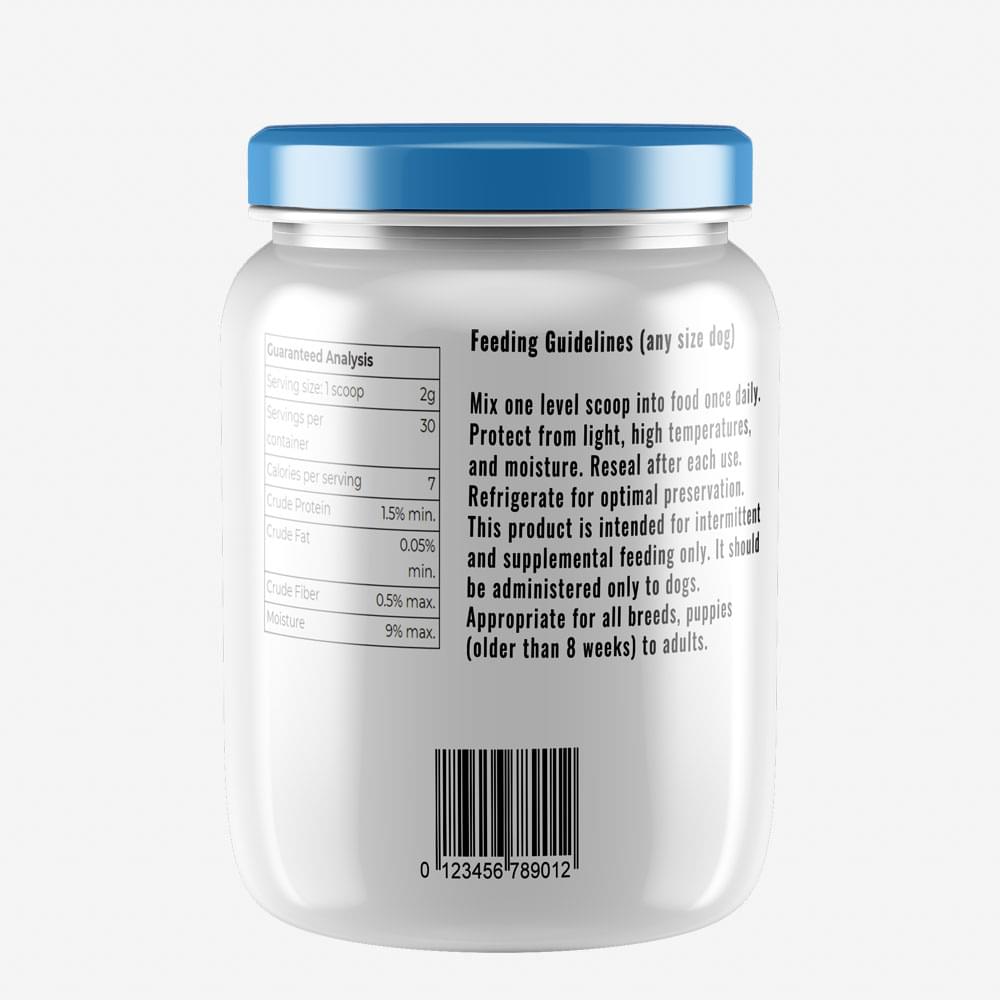 Guaranteed Analysis
Serving size: 1 scoop 2g
Servings per 30
container
Calories per serving 7
Crude Protein 1.5% min.
Crude Fat 0.05%
min.
Crude Fiber 0.5% max.
Moisture 9% max.
Feeding Guidelines (any size dog)
Mix one level scoop into food once daily.
Protect from light, high temperatures,
and moisture. Reseal after each use.
Refrigerate for optimal preservation.
This product is intended for intermittent
and supplemental feeding only. It should
be administered only to dogs.
Appropriate for all breeds, puppies
(older than 8 weeks) to adults.
0 123456 789012